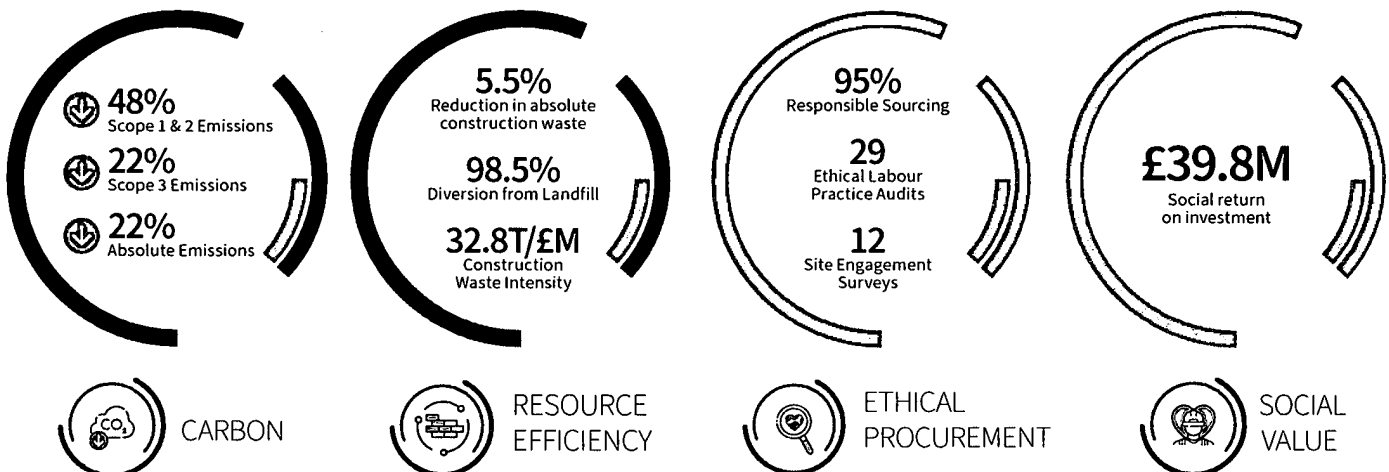 48%
Scope 1 & 2 Emissions
22%
Scope 3 Emissions
22%
Absolute Emissions
5.5%
Reduction in absolute
construction waste
98.5%
Diversion from Landfill
32.8T/£M
Construction
Waste Intensity
95%
Responsible Sourcing
29
Ethical Labour
Practice Audits
12
Site Engagement
Surveys
£39.8M
Social return
on investment
CO₂
CARBON
RESOURCE
EFFICIENCY
ETHICAL
PROCUREMENT
SOCIAL
VALUE